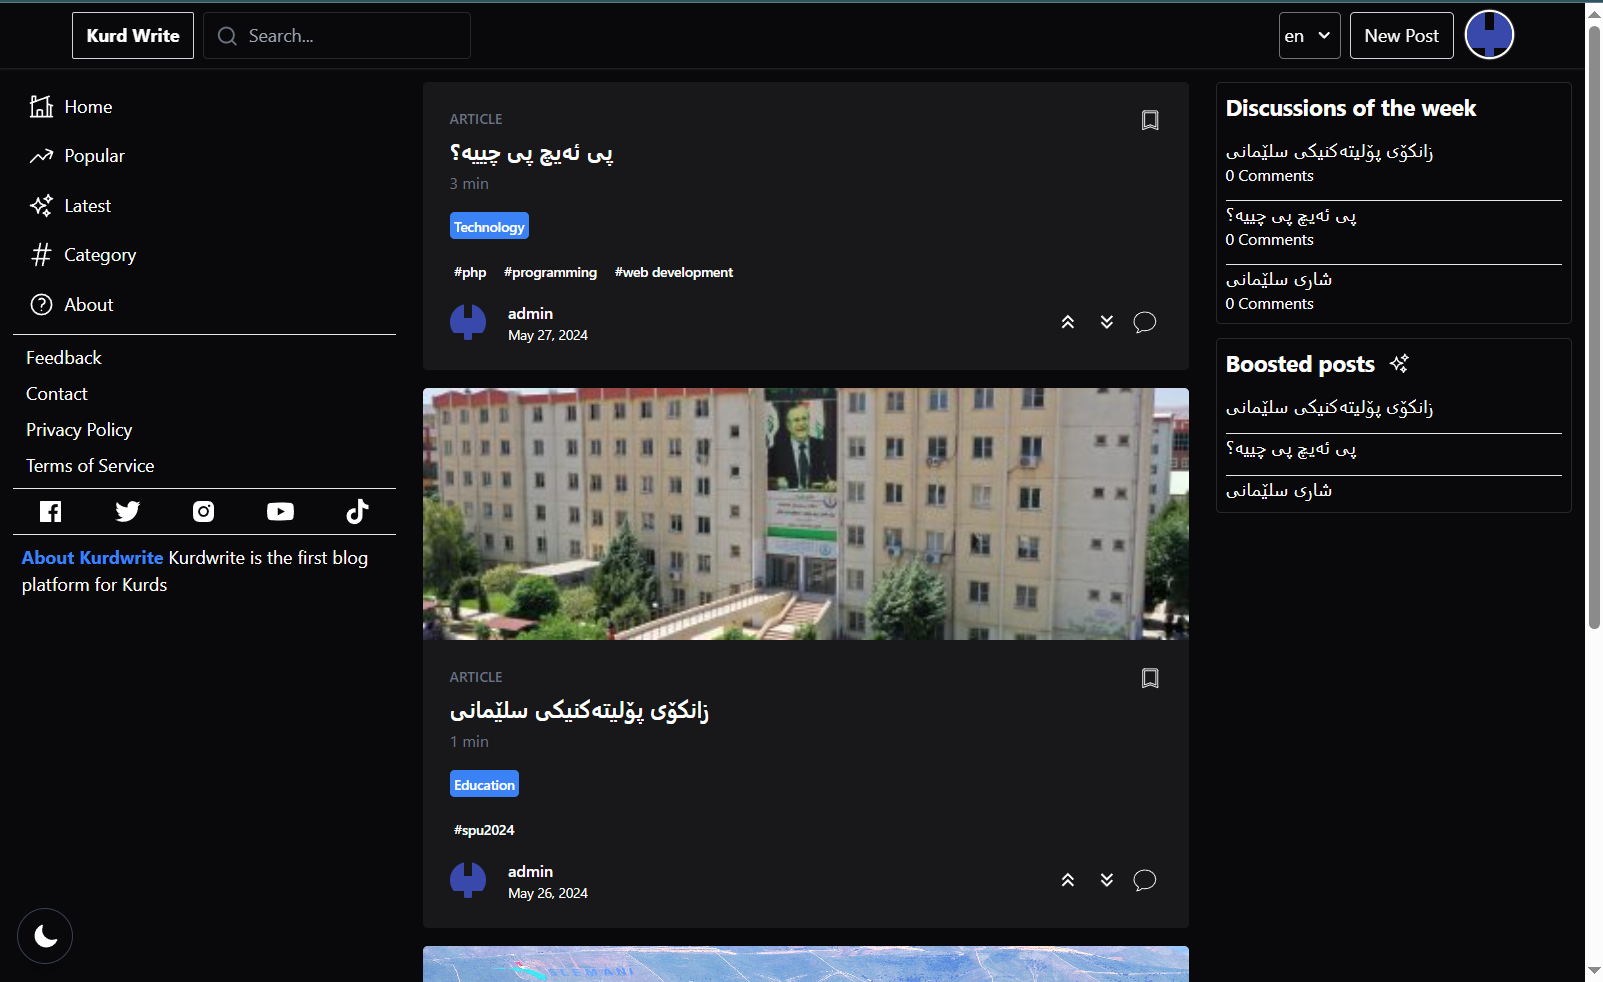 Kurd Write
Search...
en
New Post
Home
Popular
Latest
Category
About
Feedback
Contact
Privacy Policy
Terms of Service
About Kurdwrite Kurdwrite is the first blog
platform for Kurds
ARTICLE
پی ئەیچ پی چییە؟
3 min
Technology
#php #programming #web development
admin
May 27, 2024
ARTICLE
زانکۆی پۆلیتەکنیکی سلێمانی
1 min
Education
#spu2024
admin
May 26, 2024
SLEMANI
Discussions of the week
زانکۆی پۆلیتەکنیکی سلێمانی
0 Comments
پی ئەیچ پی چییە؟
0 Comments
شاری سلێمانی
0 Comments
Boosted posts
زانکۆی پۆلیتەکنیکی سلێمانی
پی ئەیچ پی چییە؟
شاری سلێمانی